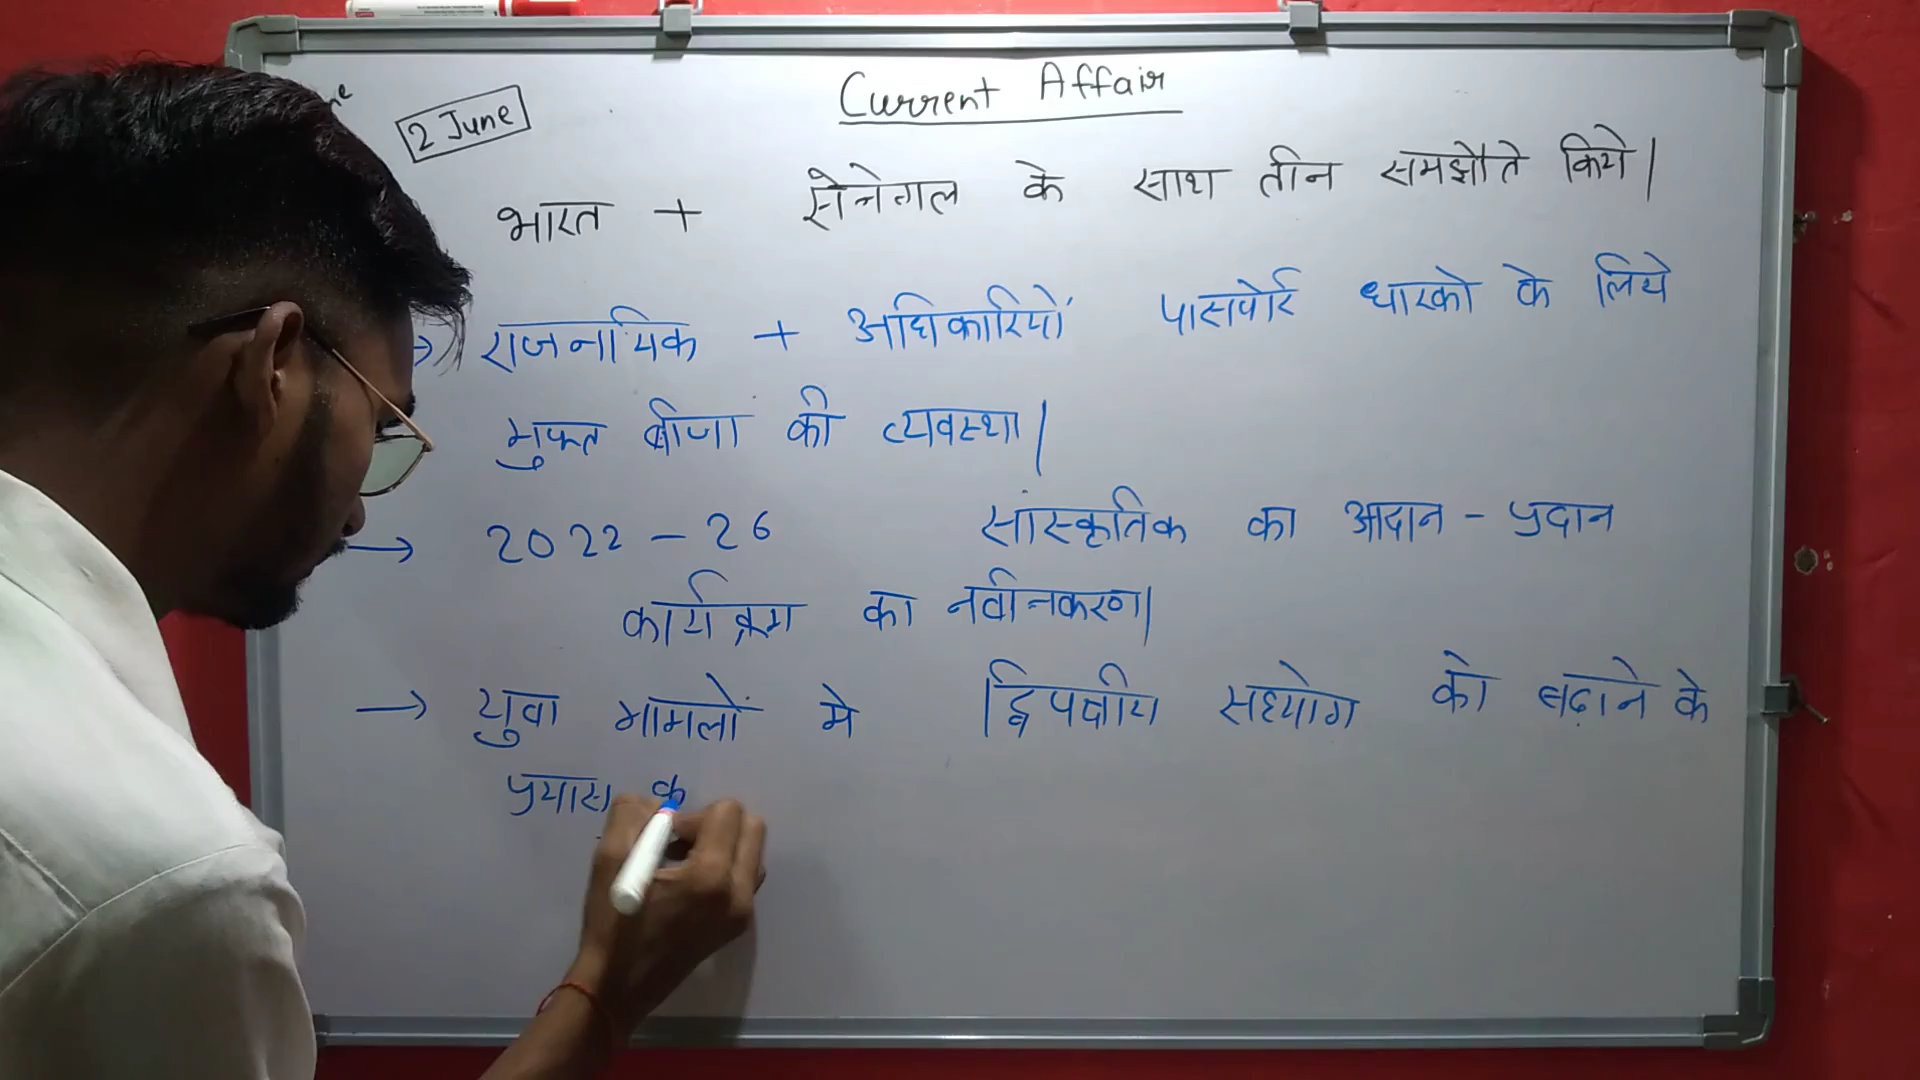 Current Affair
2 June
भारत + सेनेगल के साथ तीन समझौते किये|
→ राजनायिक + अधिकारियों पासपोर्ट धारको के लिये
मुफ्त वीजा की व्यवस्था|
→ 2022 - 26 सांस्कृतिक का आदान - प्रदान
कार्यक्रम का नवीनकरण|
→ युवा मामलों मे द्विपक्षीय सहयोग को बढ़ाने के
प्रयास क